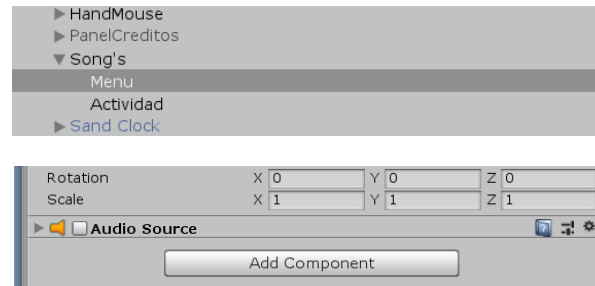 HandMouse
PanelCreditos
Song's
Menu
Actividad
Sand Clock
Rotation X 0 Y 0 Z 0
Scale X 1 Y 1 Z 1
Audio Source
Add Component